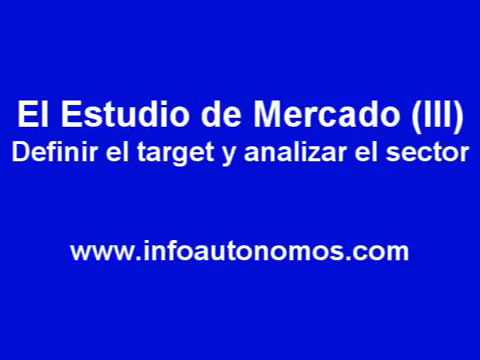 El Estudio de Mercado (III)
Definir el target y analizar el sector
www.infoautonomos.com